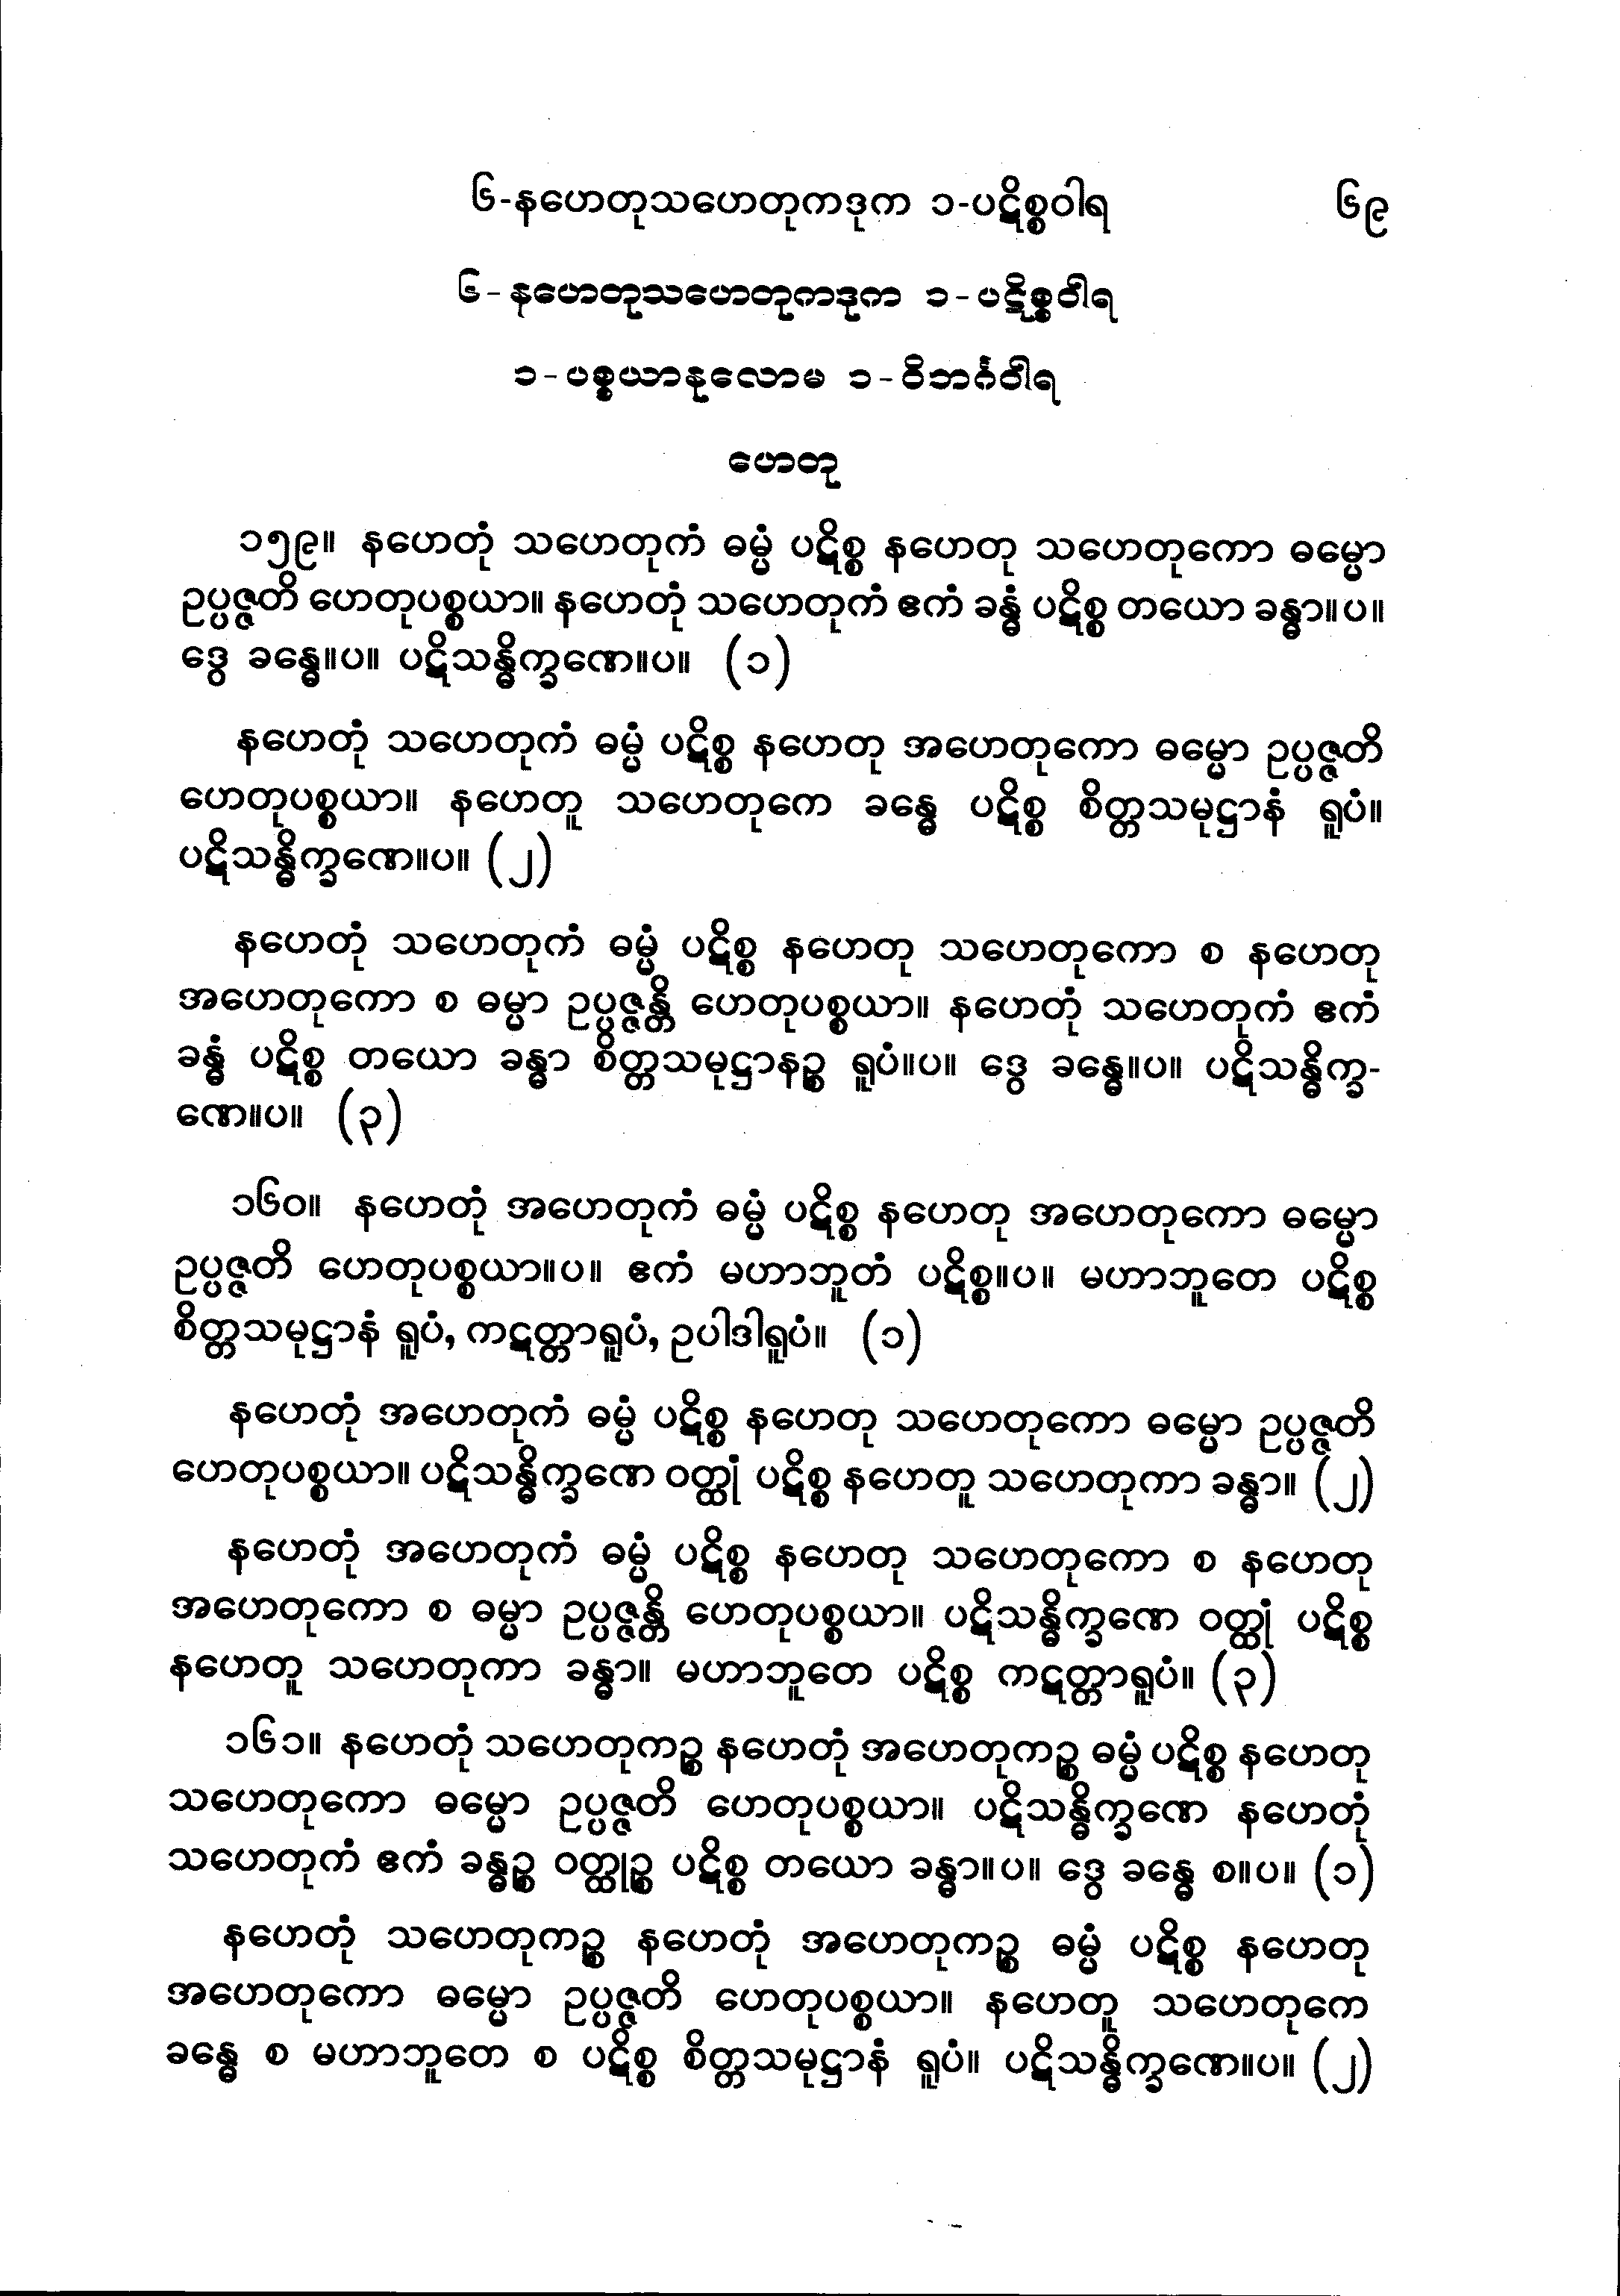 ၆-နဟေတုသဟေတုကဒုက ၁-ပဋိစ္စဝါရ ၆၉
၆-နဟေတုသဟေတုကဒုက ၁-ပဋိစ္စဝါရ
၁-ပစ္စယာနုလောမ ၁-ဝိဘင်္ဂဝါရ
ဟေတု
၁၅၉။ နဟေတုံ သဟေတုကံ ဓမ္မံ ပဋိစ္စ နဟေတု သဟေတုကော ဓမ္မော
ဥပ္ပဇ္ဇတိ ဟေတုပစ္စယာ။ နဟေတုံ သဟေတုကံ ဧကံ ခန္ဓံ ပဋိစ္စ တယော ခန္ဓာ။ပ။
ဒွေ ခန္ဓေ။ပ။ ပဋိသန္ဓိက္ခဏေ။ပ။ (၁)
နဟေတုံ သဟေတုကံ ဓမ္မံ ပဋိစ္စ နဟေတု အဟေတုကော ဓမ္မော ဥပ္ပဇ္ဇတိ
ဟေတုပစ္စယာ။ နဟေတူ သဟေတုကေ ခန္ဓေ ပဋိစ္စ စိတ္တသမုဋ္ဌာနံ ရူပံ။
ပဋိသန္ဓိက္ခဏေ။ပ။ (၂)
နဟေတုံ သဟေတုကံ ဓမ္မံ ပဋိစ္စ နဟေတု သဟေတုကော စ နဟေတု
အဟေတုကော စ ဓမ္မာ ဥပ္ပဇ္ဇန္တိ ဟေတုပစ္စယာ။ နဟေတုံ သဟေတုကံ ဧကံ
ခန္ဓံ ပဋိစ္စ တယော ခန္ဓာ စိတ္တသမုဋ္ဌာနဉ္စ ရူပံ။ပ။ ဒွေ ခန္ဓေ။ပ။ ပဋိသန္ဓိက္ခ-
ဏေ။ပ။ (၃)
၁၆၀။ နဟေတုံ အဟေတုကံ ဓမ္မံ ပဋိစ္စ နဟေတု အဟေတုကော ဓမ္မော
ဥပ္ပဇ္ဇတိ ဟေတုပစ္စယာ။ပ။ ဧကံ မဟာဘူတံ ပဋိစ္စ။ပ။ မဟာဘူတေ ပဋိစ္စ
စိတ္တသမုဋ္ဌာနံ ရူပံ, ကဋတ္တာရူပံ, ဥပါဒါရူပံ။ (၁)
နဟေတုံ အဟေတုကံ ဓမ္မံ ပဋိစ္စ နဟေတု သဟေတုကော ဓမ္မော ဥပ္ပဇ္ဇတိ
ဟေတုပစ္စယာ။ ပဋိသန္ဓိက္ခဏေ ဝတ္ထုံ ပဋိစ္စ နဟေတူ သဟေတုကာ ခန္ဓာ။ (၂)
နဟေတုံ အဟေတုကံ ဓမ္မံ ပဋိစ္စ နဟေတု သဟေတုကော စ နဟေတု
အဟေတုကော စ ဓမ္မာ ဥပ္ပဇ္ဇန္တိ ဟေတုပစ္စယာ။ ပဋိသန္ဓိက္ခဏေ ဝတ္ထုံ ပဋိစ္စ
နဟေတူ သဟေတုကာ ခန္ဓာ။ မဟာဘူတေ ပဋိစ္စ ကဋတ္တာရူပံ။ (၃)
၁၆၁။ နဟေတုံ သဟေတုကဉ္စ နဟေတုံ အဟေတုကဉ္စ ဓမ္မံ ပဋိစ္စ နဟေတု
သဟေတုကော ဓမ္မော ဥပ္ပဇ္ဇတိ ဟေတုပစ္စယာ။ ပဋိသန္ဓိက္ခဏေ နဟေတုံ
သဟေတုကံ ဧကံ ခန္ဓဉ္စ ဝတ္ထုဉ္စ ပဋိစ္စ တယော ခန္ဓာ။ပ။ ဒွေ ခန္ဓေ စ။ပ။ (၁)
နဟေတုံ သဟေတုကဉ္စ နဟေတုံ အဟေတုကဉ္စ ဓမ္မံ ပဋိစ္စ နဟေတု
အဟေတုကော ဓမ္မော ဥပ္ပဇ္ဇတိ ဟေတုပစ္စယာ။ နဟေတူ သဟေတုကေ
ခန္ဓေ စ မဟာဘူတေ စ ပဋိစ္စ စိတ္တသမုဋ္ဌာနံ ရူပံ။ ပဋိသန္ဓိက္ခဏေ။ပ။ (၂)